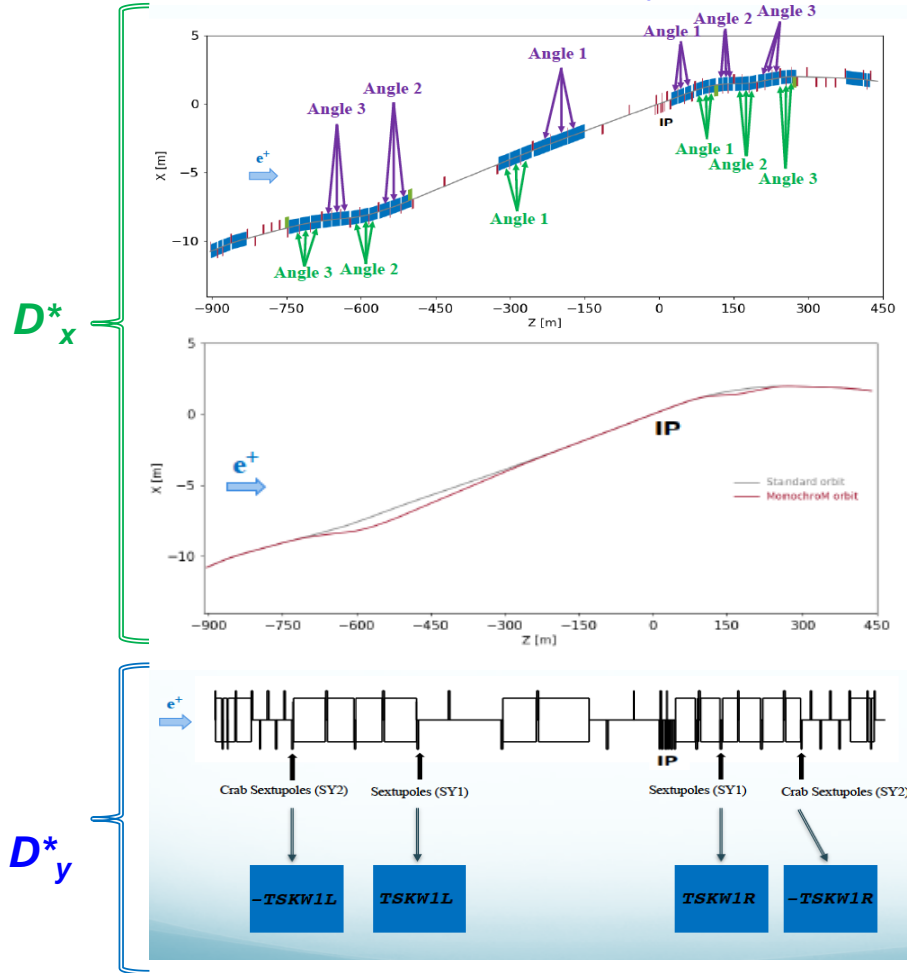 D*x
5
0
−5
−10
X [m]
Angle 3
Angle 2
Angle 1
Angle 1
Angle 2
Angle 3
e+
IP
Angle 3
Angle 2
Angle 1
Angle 1
Angle 2
Angle 3
−900 −750 −600 −450 −300 −150 0 150 300 450
Z [m]
5
0
−5
−10
X [m]
IP
e+
Standard orbit
MonochroM orbit
−900 −750 −600 −450 −300 −150 0 150 300 450
Z [m]
D*y
e+
IP
Crab Sextupoles (SY2) Sextupoles (SY1) Sextupoles (SY1) Crab Sextupoles (SY2)
-TSKW1L TSKW1L TSKW1R -TSKW1R